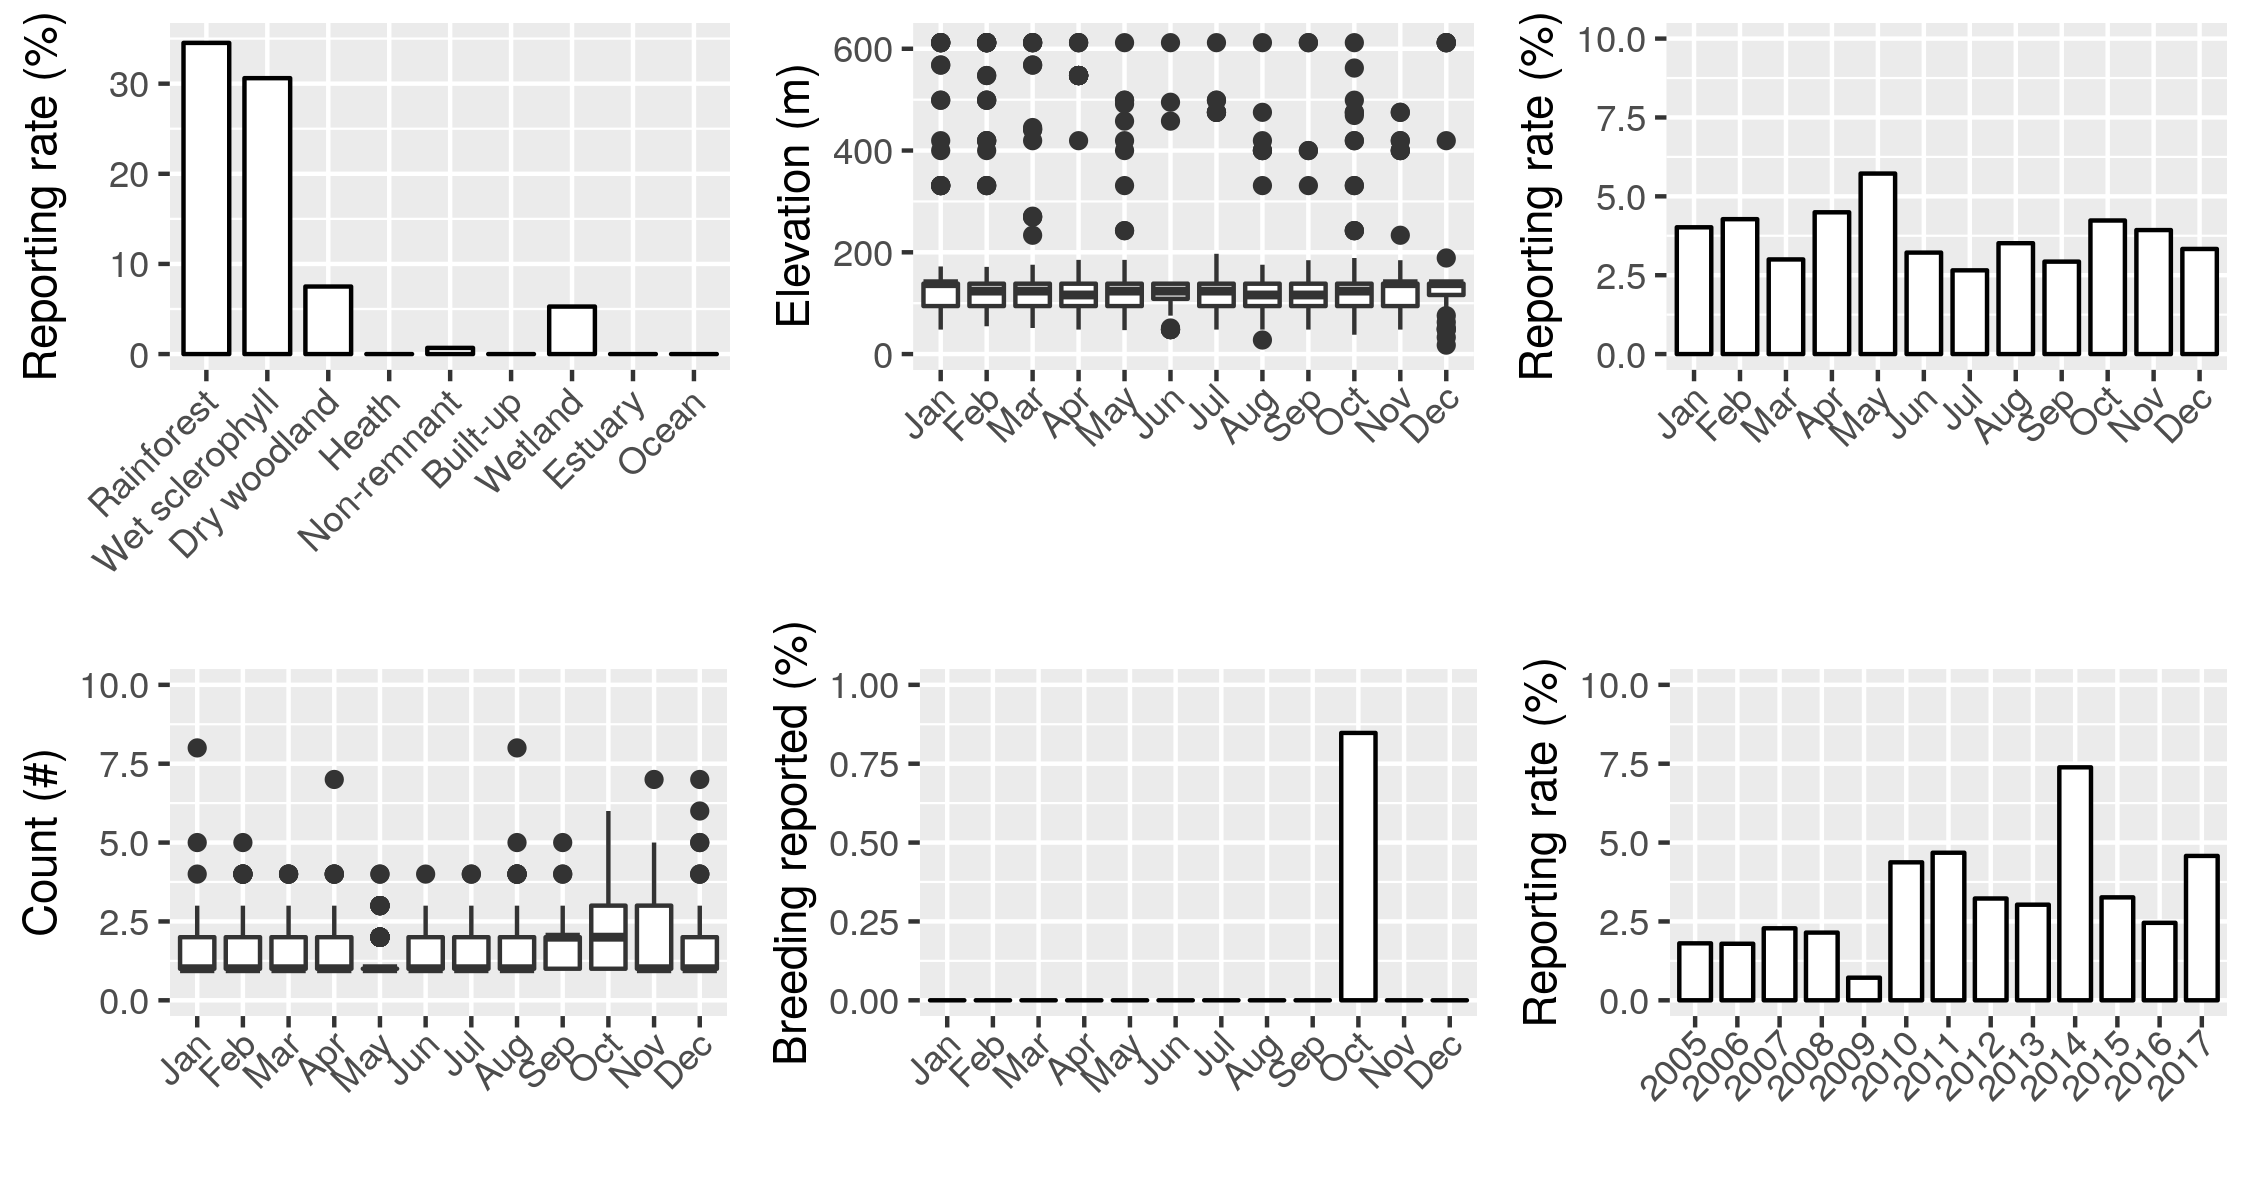 Reporting rate (%)
30
20
10
0
Rainforest
Wet sclerophyll
Dry woodland
Heath
Non-remnant
Built-up
Wetland
Estuary
Ocean
Elevation (m)
600
400
200
0
Jan
Feb
Mar
Apr
May
Jun
Jul
Aug
Sep
Oct
Nov
Dec
Reporting rate (%)
10.0
7.5
5.0
2.5
0.0
Jan
Feb
Mar
Apr
May
Jun
Jul
Aug
Sep
Oct
Nov
Dec
Count (#)
10.0
7.5
5.0
2.5
0.0
Jan
Feb
Mar
Apr
May
Jun
Jul
Aug
Sep
Oct
Nov
Dec
Breeding reported (%)
1.00
0.75
0.50
0.25
0.00
Jan
Feb
Mar
Apr
May
Jun
Jul
Aug
Sep
Oct
Nov
Dec
Reporting rate (%)
10.0
7.5
5.0
2.5
0.0
2005
2006
2007
2008
2009
2010
2011
2012
2013
2014
2015
2016
2017